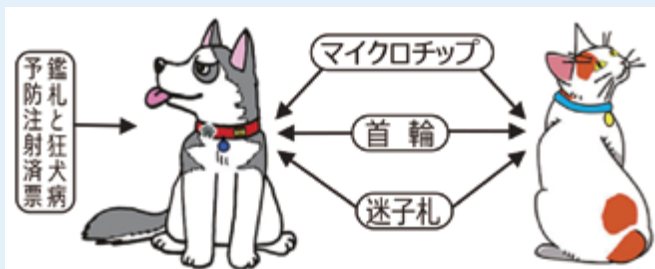 鑑札と狂犬病
予防注射済票
マイクロチップ
首輪
迷子札